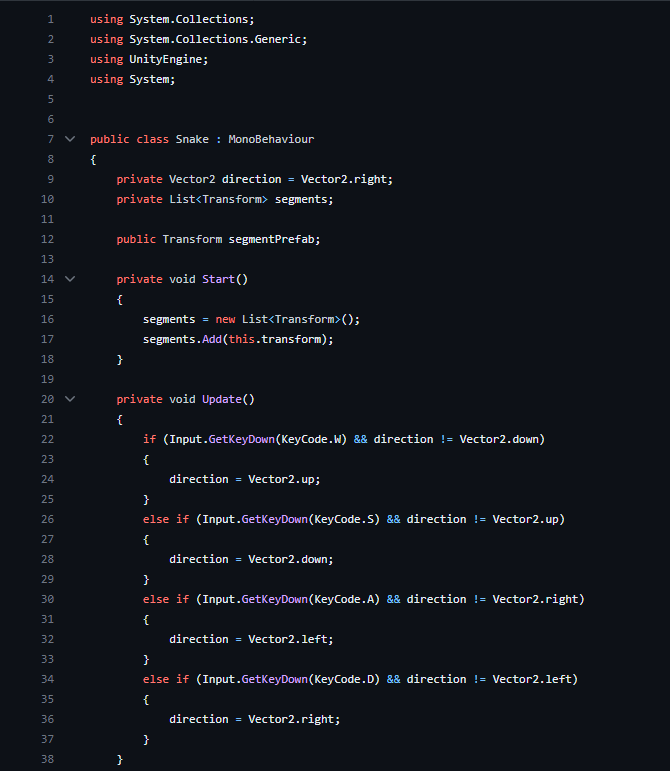 1 using System.Collections;
2 using System.Collections.Generic;
3 using UnityEngine;
4 using System;
5
6
7 public class Snake : MonoBehaviour
8 {
9 private Vector2 direction = Vector2.right;
10 private List<Transform> segments;
11
12 public Transform segmentPrefab;
13
14 private void Start()
15 {
16 segments = new List<Transform>();
17 segments.Add(this.transform);
18 }
19
20 private void Update()
21 {
22 if (Input.GetKeyDown(KeyCode.W) && direction != Vector2.down)
23 {
24 direction = Vector2.up;
25 }
26 else if (Input.GetKeyDown(KeyCode.S) && direction != Vector2.up)
27 {
28 direction = Vector2.down;
29 }
30 else if (Input.GetKeyDown(KeyCode.A) && direction != Vector2.right)
31 {
32 direction = Vector2.left;
33 }
34 else if (Input.GetKeyDown(KeyCode.D) && direction != Vector2.left)
35 {
36 direction = Vector2.right;
37 }
38 }